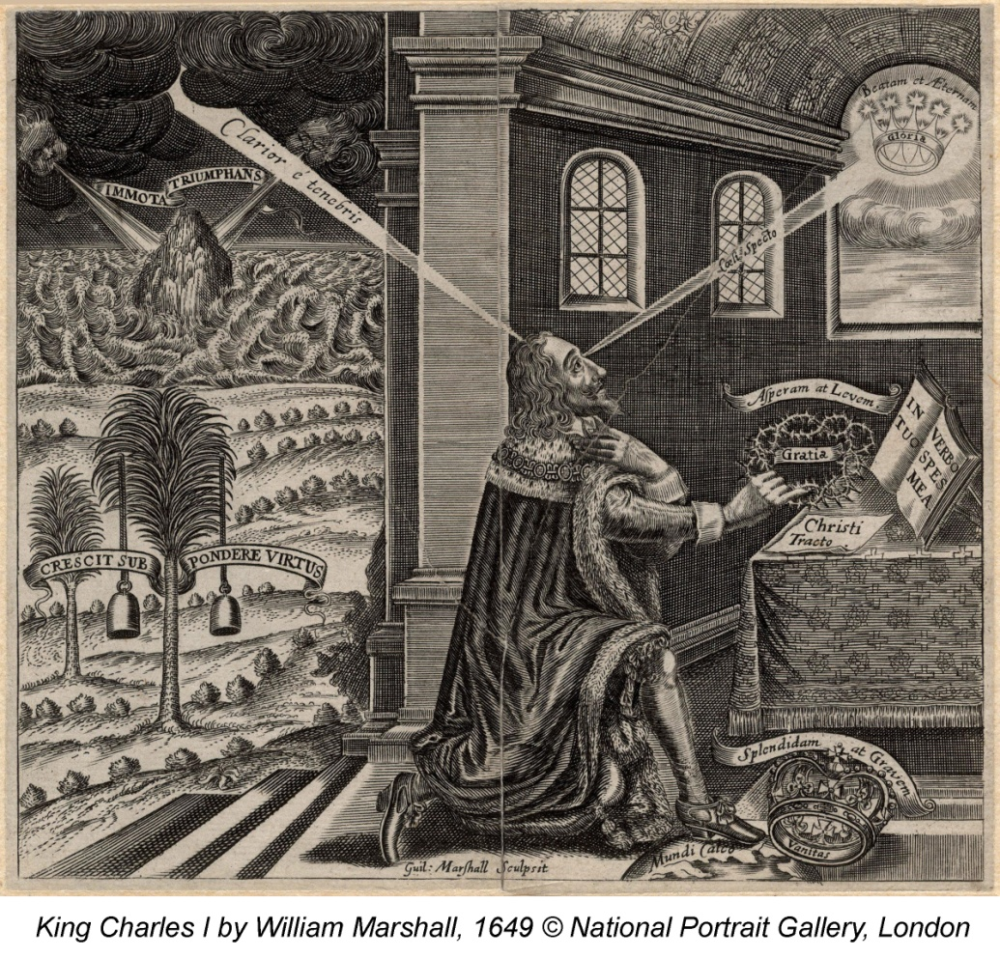 Clarior é tenebris
IMMOTA TRIUMPHANS
Beatam et Æternam
Gloria
Cœli Specto
Asperam at Levem
Gratia
IN VERBO
TUO SPES
MEA
Christi
Tracto
CRESCIT SUB PONDERE VIRTUS
Splendidam at Gravem
Vanitas
Mundi Calco
Guil: Marshall Sculpsit
King Charles I by William Marshall, 1649 © National Portrait Gallery, London